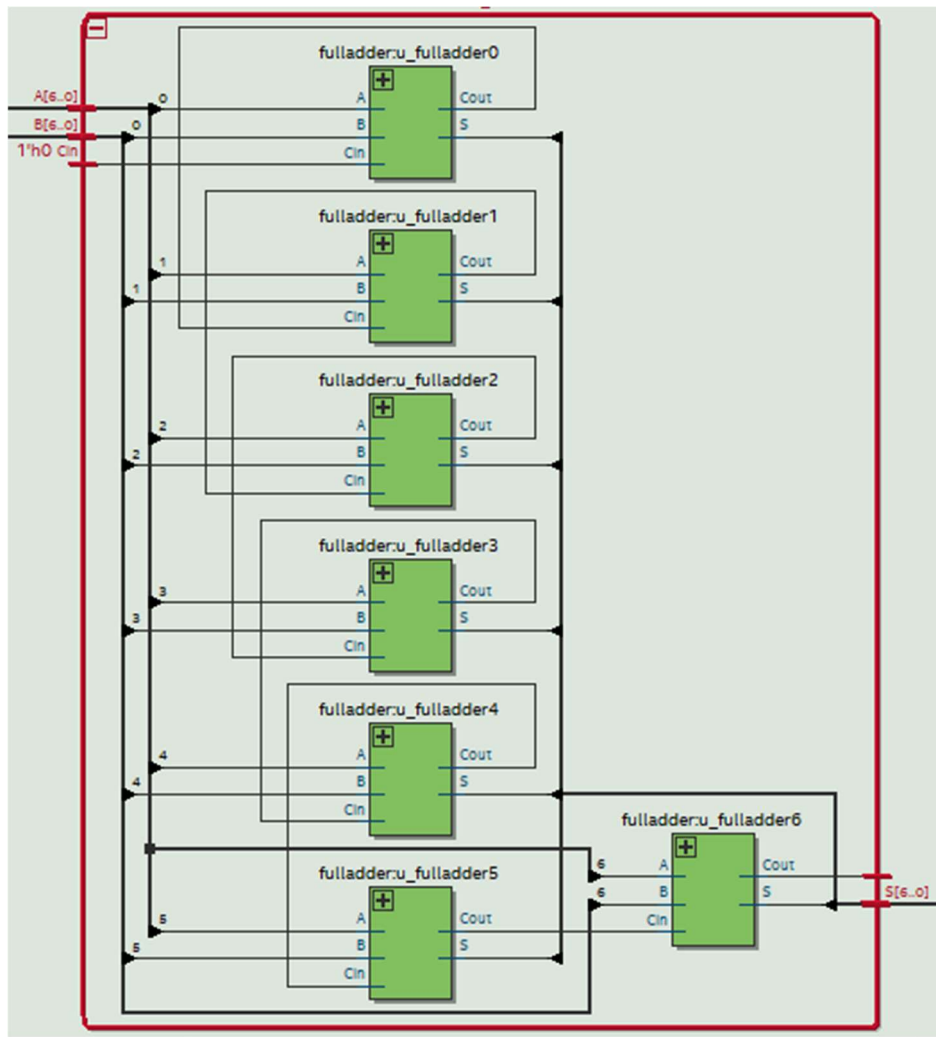 fulladder:u_fulladder0
A[6..0]
0
A
Cout
B[6..0]
0
B
S
1'h0 Cin
Cin
fulladder:u_fulladder1
1
A
Cout
1
B
S
Cin
fulladder:u_fulladder2
2
A
Cout
2
B
S
Cin
fulladder:u_fulladder3
3
A
Cout
3
B
S
Cin
fulladder:u_fulladder4
4
A
Cout
4
B
S
Cin
fulladder:u_fulladder5
5
A
Cout
5
B
S
Cin
fulladder:u_fulladder6
6
A
Cout
6
B
S
S[6..0]
Cin